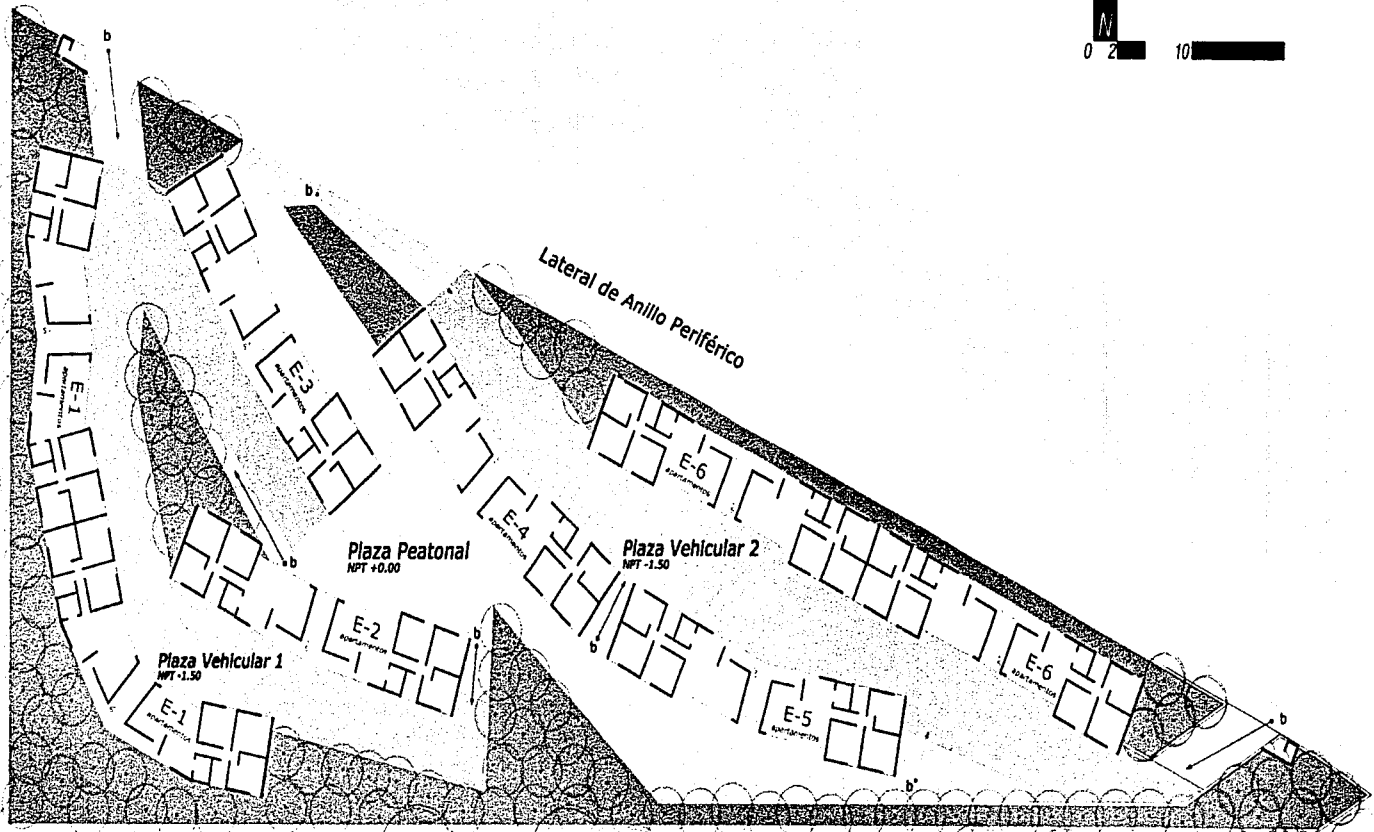 N
0 2 10
b
b
Lateral de Anillo Periférico
E-3
apartamentos
E-1
apartamentos
E-6
apartamentos
E-4
apartamentos
Plaza Peatonal
NPT +0.00
Plaza Vehicular 2
NPT -1.50
b
E-2
apartamentos
b
b
E-6
apartamentos
Plaza Vehicular 1
NPT -1.50
E-1
apartamentos
E-5
apartamentos
b
b